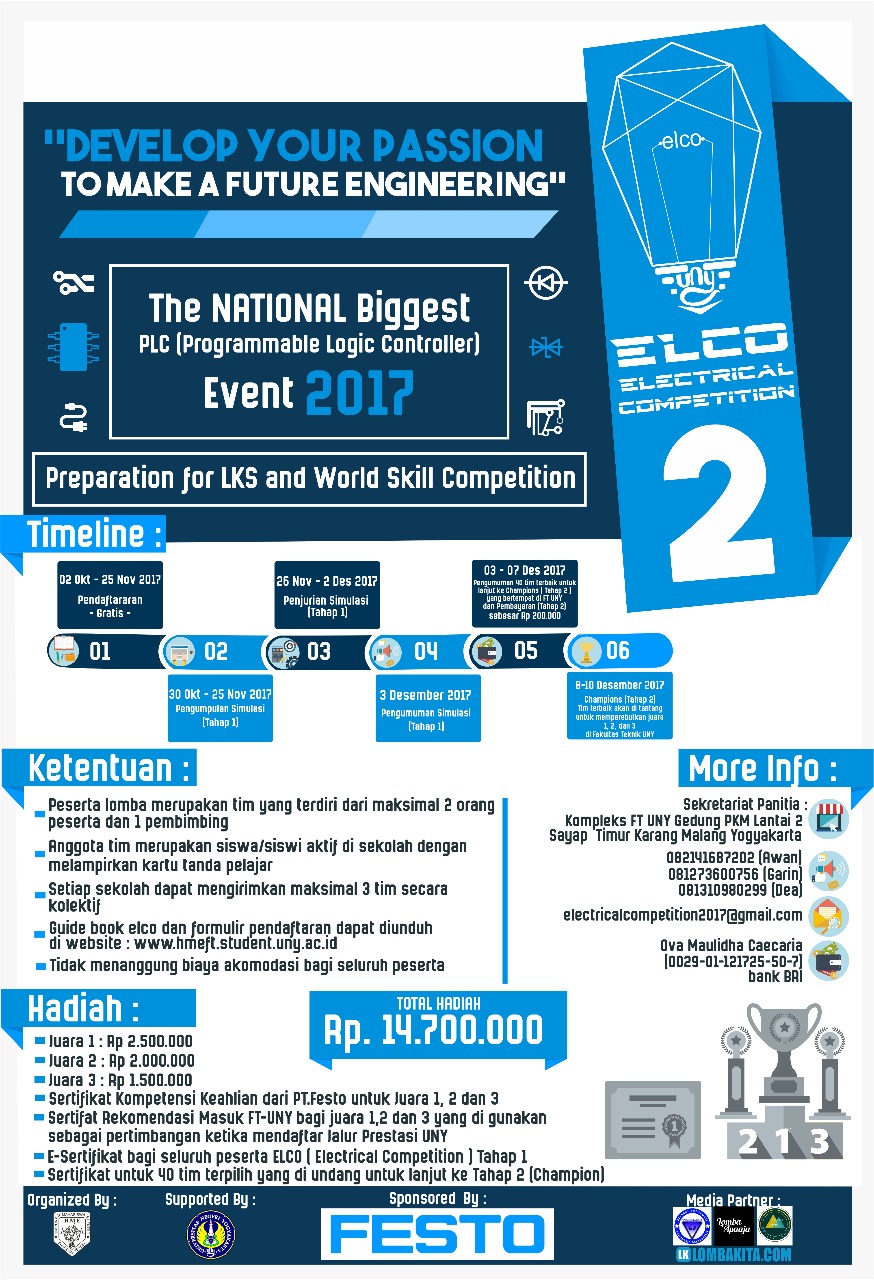 "DEVELOP YOUR PASSION
TO MAKE A FUTURE ENGINEERING"
elco
uny
ELCO
ELECTRICAL
COMPETITION
2
The NATIONAL Biggest
PLC (Programmable Logic Controller)
Event 2017
Preparation for LKS and World Skill Competition
Timeline :
02 Okt - 25 Nov 2017
Pendaftararan
- Gratis -
26 Nov - 2 Des 2017
Penjurian Simulasi
(Tahap 1)
03 - 07 Des 2017
Pengumuman 40 tim terbaik untuk
lanjut ke Champions ( Tahap 2 )
yang bertempat di FT UNY
dan Pembayaran (Tahap 2)
sebesar Rp 200.000
01
02
03
04
05
06
30 Okt - 25 Nov 2017
Pengumpulan Simulasi
(Tahap 1)
3 Desember 2017
Pengumuman Simulasi
(Tahap 1)
8-10 Desember 2017
Champions (Tahap 2)
Tim terbaik akan di tentang
untuk memperebulkan juara
1, 2, dan 3
di Fakultas Teknik UNY
Ketentuan :
Peserta lomba merupakan tim yang terdiri dari maksimal 2 orang
peserta dan 1 pembimbing
Anggota tim merupakan siswa/siswi aktif di sekolah dengan
melampirkan kartu tanda pelajar
Setiap sekolah dapat mengirimkan maksimal 3 tim secara
kolektif
Guide book elco dan formulir pendaftaran dapat diunduh
di website : www.hmeft.student.uny.ac.id
Tidak menanggung biaya akomodasi bagi seluruh peserta
More Info :
Sekretariat Panitia :
Kompleks FT UNY Gedung PKM Lantai 2
Sayap Timur Karang Malang Yogyakarta
082141687202 (Awan)
081273600756 (Garin)
081310980299 (Dea)
electricalcompetition2017@gmail.com
Ova Maulidha Caecaria
(0029-01-121725-50-7)
bank BRI
Hadiah :
TOTAL HADIAH
Rp. 14.700.000
Juara 1 : Rp 2.500.000
Juara 2 : Rp 2.000.000
Juara 3 : Rp 1.500.000
Sertifikat Kompetensi Keahlian dari PT.Festo untuk Juara 1, 2 dan 3
Sertifat Rekomendasi Masuk FT-UNY bagi juara 1,2 dan 3 yang di gunakan
sebagai pertimbangan ketika mendaftar Jalur Prestasi UNY
E-Sertifikat bagi seluruh peserta ELCO ( Electrical Competition ) Tahap 1
Sertifikat untuk 40 tim terpilih yang di undang untuk lanjut ke Tahap 2 (Champion)
1
2 1 3
Organized By :
Supported By :
Sponsored By :
Media Partner :
HME
FESTO
Lomba
Apaaja
LK LOMBAKITA.COM